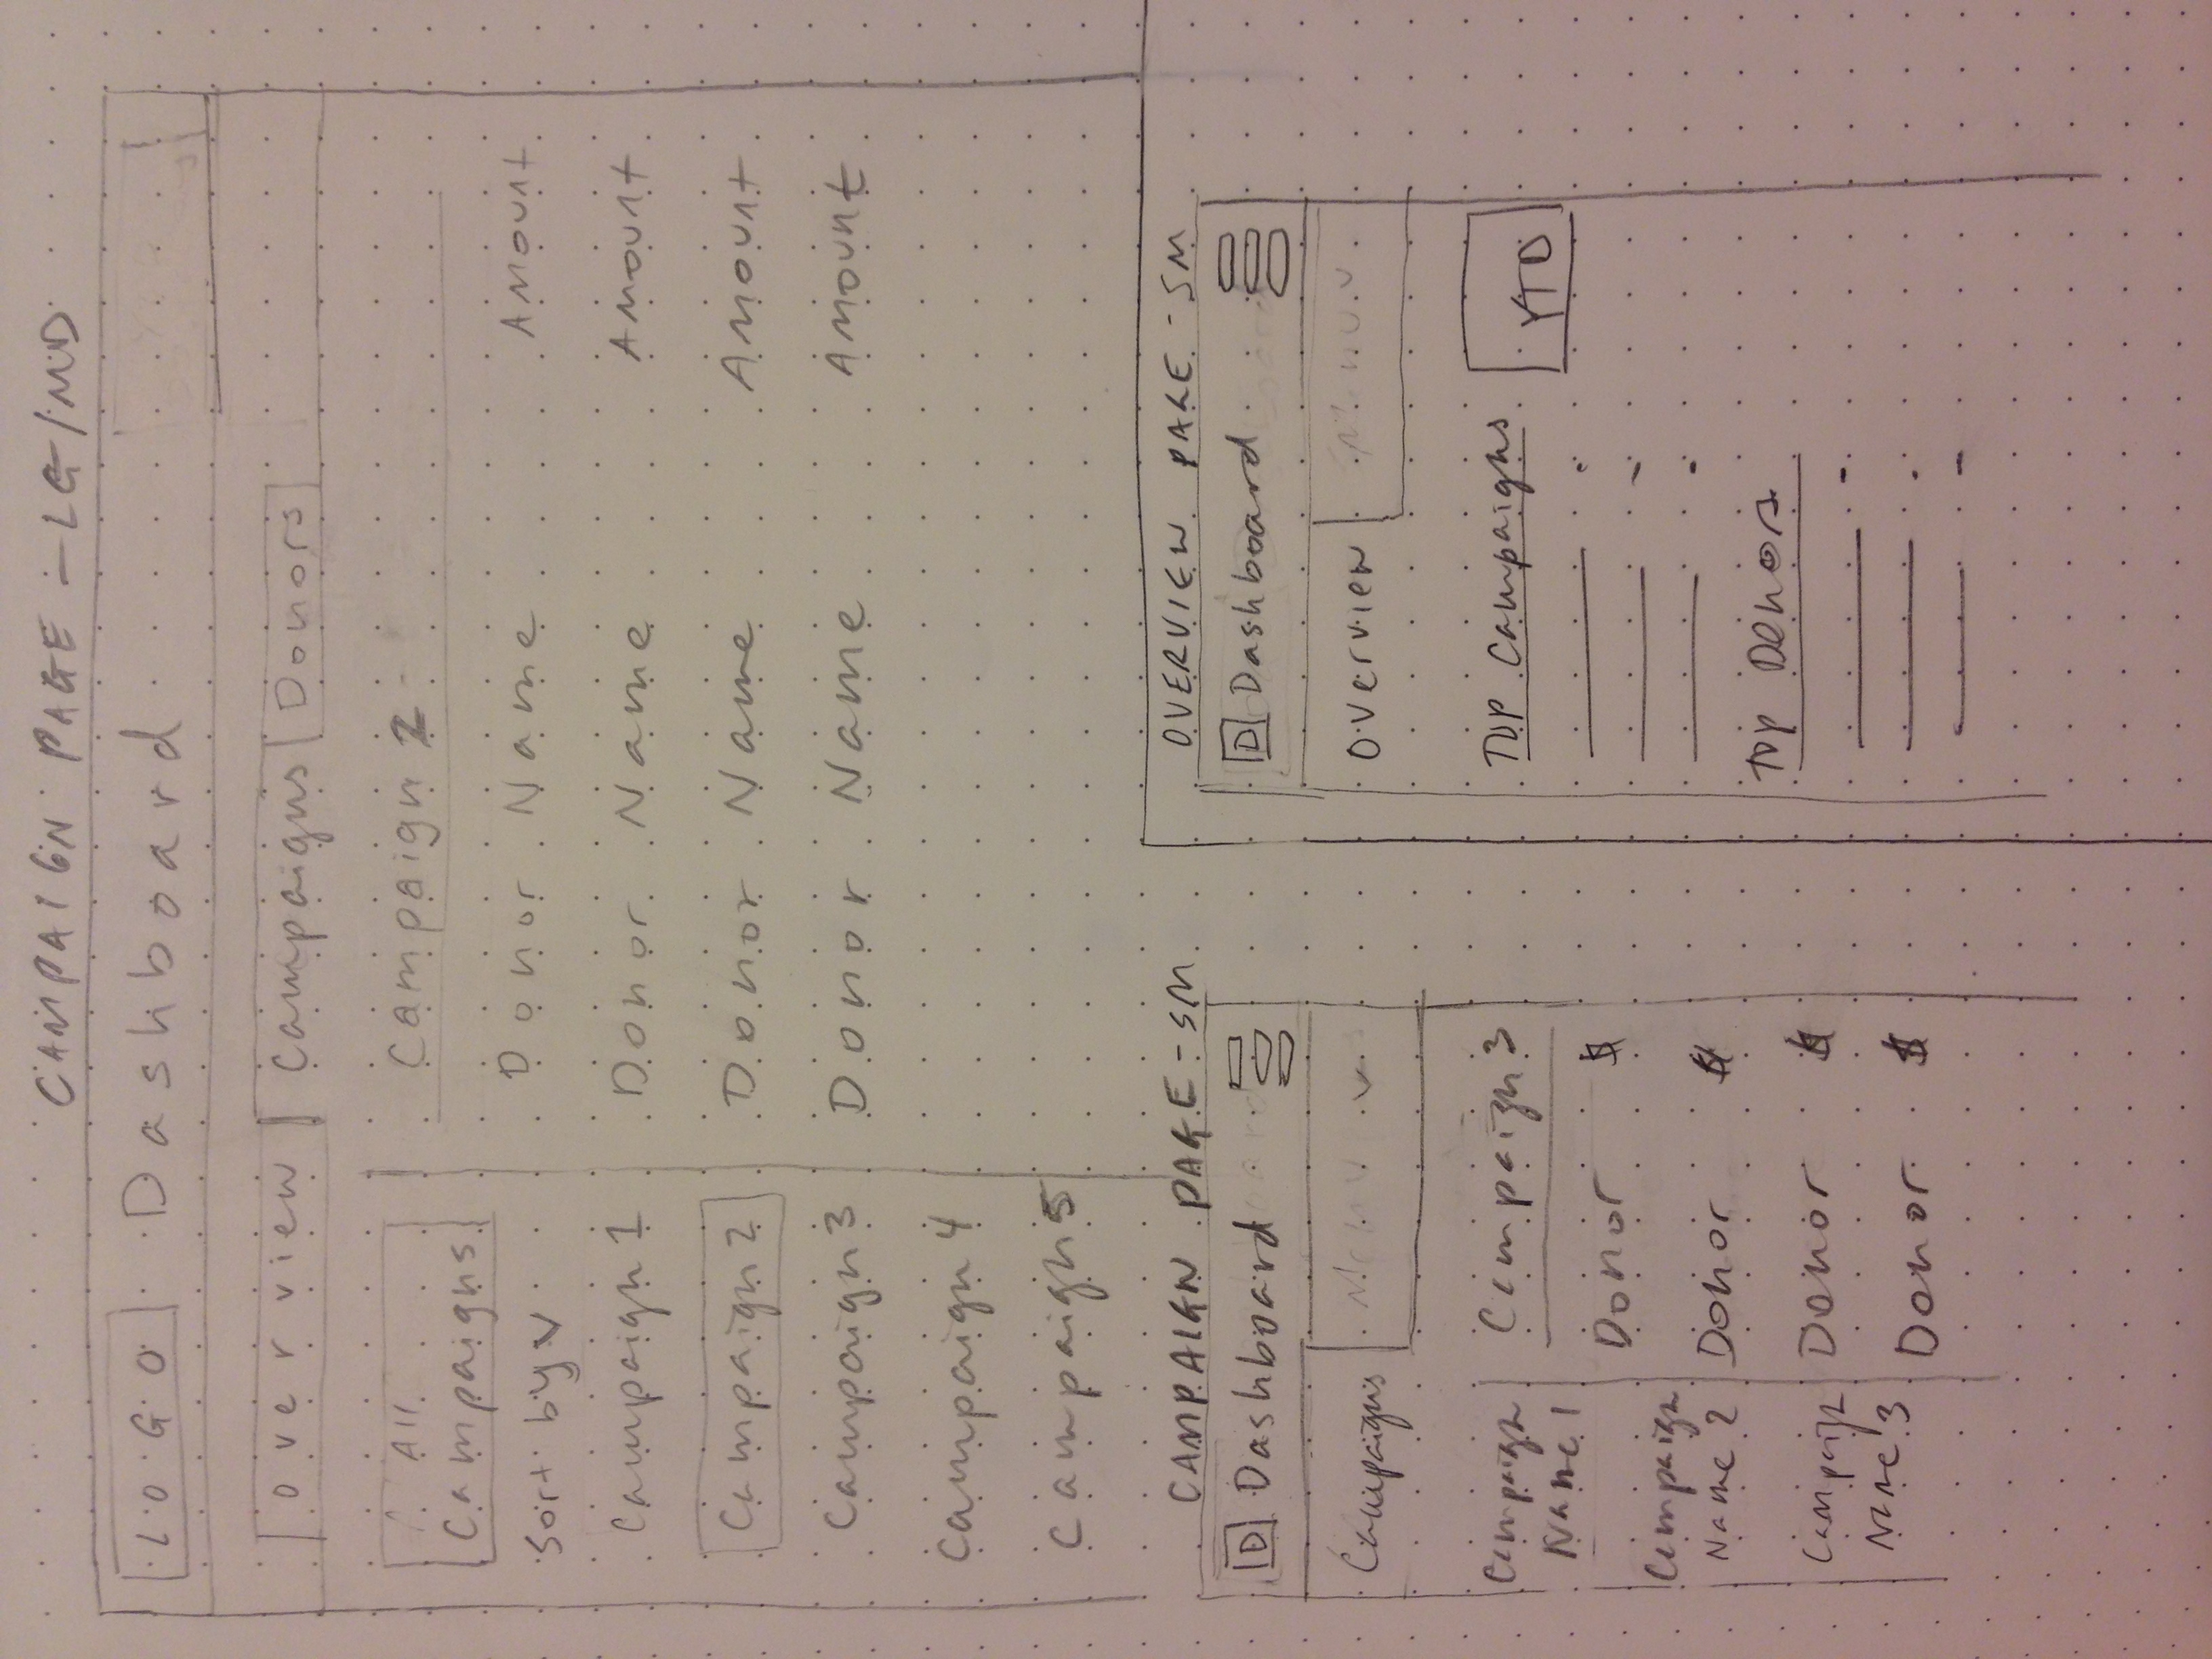 CAMPAIGN PAGE - LG/MD
LOGO Dashboard
overview Campaigns Donors
All
Campaigns
Campaign 2
Sort by v
Donor Name Amount
Campaign 1
Donor Name Amount
Campaign 2
Donor Name Amount
Campaign 3
Donor Name Amount
Campaign 4
Campaign 5
CAMPAIGN PAGE - SM
D Dashboard
Campaigns Menu v
Campaign
Name 1
Campaign
Name 2
Campaign
Name 3
Campaign 3
Donor $
Donor $
Donor $
Donor $
OVERVIEW PAGE - SM
D Dashboard
Overview Menu v
Top Campaigns
YTD
Top Donors